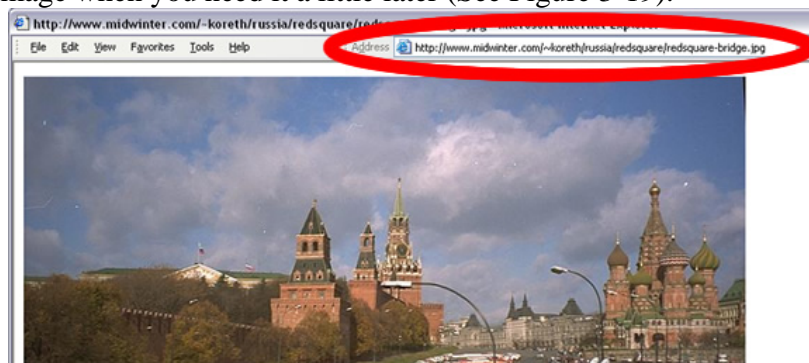 image when you need it a little later (See Figure 3-19).
http://www.midwinter.com/~koreth/russia/redsquare/
File Edit View Favorites Tools Help Address http://www.midwinter.com/~koreth/russia/redsquare/redsquare-bridge.jpg